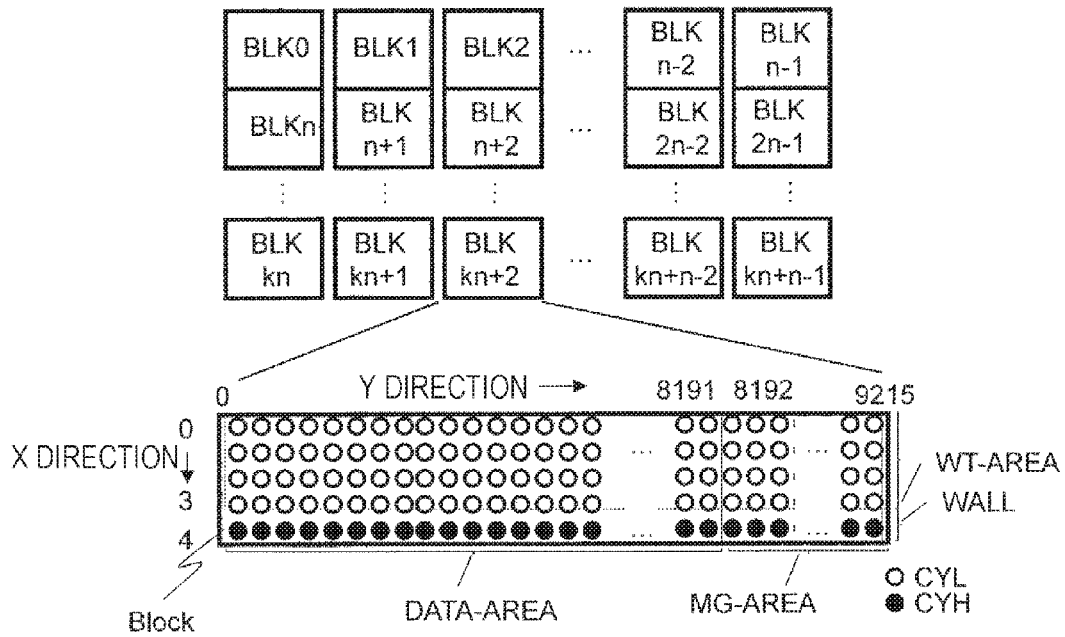 BLK0 BLK1 BLK2 ... BLK n-2 BLK n-1
BLKn BLK n+1 BLK n+2 ... BLK 2n-2 BLK 2n-1
BLK kn BLK kn+1 BLK kn+2 ... BLK kn+n-2 BLK kn+n-1
0 Y DIRECTION → 8191 8192 9215
0
X DIRECTION ↓
3
4
... ...
WT-AREA
WALL
Block
DATA-AREA
MG-AREA
○ CYL
● CYH